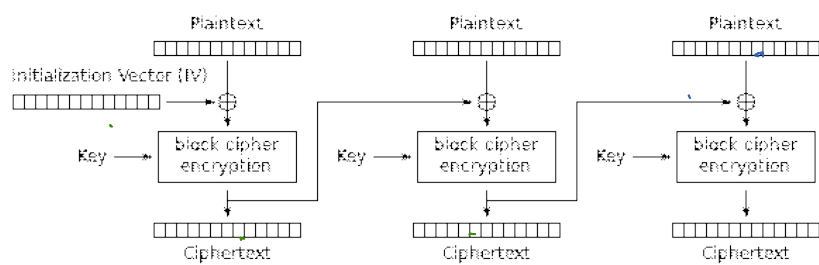 Plaintext
Plaintext
Plaintext
Initialization Vector (IV)
Key
block cipher
encryption
Key
block cipher
encryption
Key
block cipher
encryption
Ciphertext
Ciphertext
Ciphertext